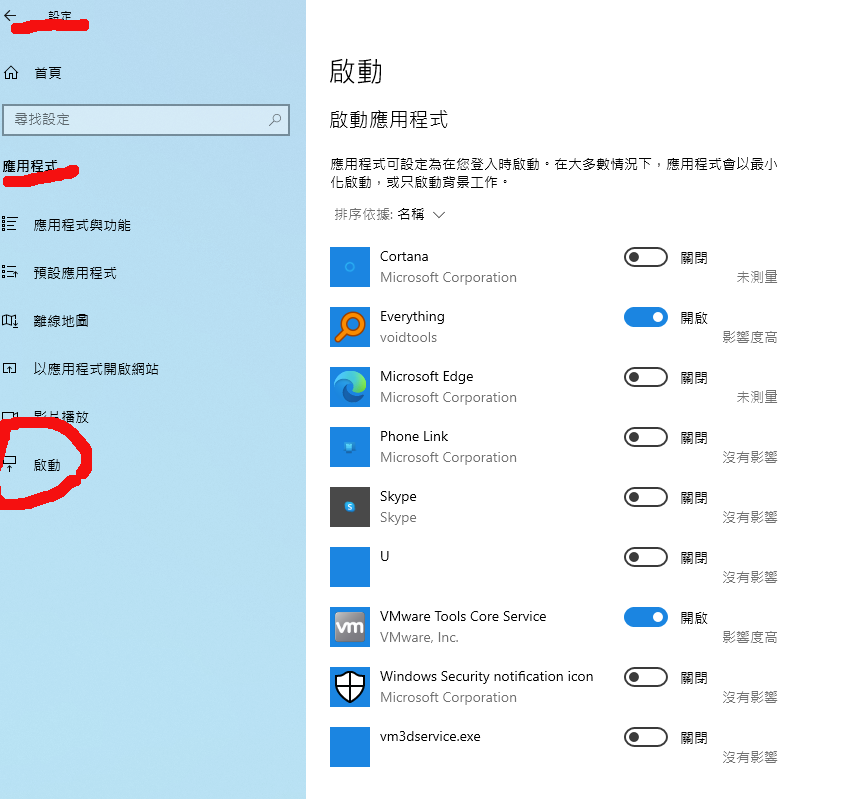 設定
首頁
尋找設定
應用程式
應用程式與功能
預設應用程式
離線地圖
以應用程式開啟網站
影片播放
啟動
啟動
啟動應用程式
應用程式可設定為在您登入時啟動。在大多數情況下，應用程式會以最小
化啟動，或只啟動背景工作。
排序依據: 名稱
Cortana
關閉
Microsoft Corporation
未測量
Everything
開啟
voidtools
影響度高
Microsoft Edge
關閉
Microsoft Corporation
未測量
Phone Link
關閉
Microsoft Corporation
沒有影響
Skype
關閉
Skype
沒有影響
U
關閉
沒有影響
vm
VMware Tools Core Service
開啟
VMware, Inc.
影響度高
Windows Security notification icon
關閉
Microsoft Corporation
沒有影響
vm3dservice.exe
關閉
沒有影響